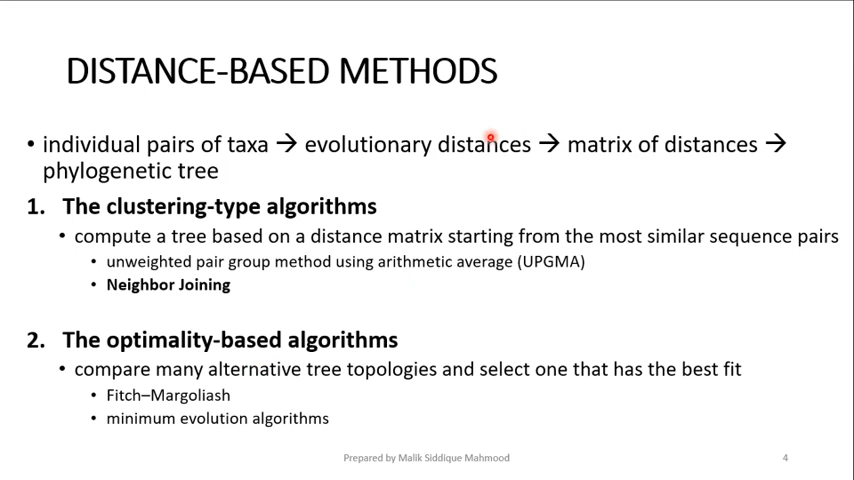 DISTANCE-BASED METHODS
• individual pairs of taxa → evolutionary distances → matrix of distances →
phylogenetic tree
1. The clustering-type algorithms
• compute a tree based on a distance matrix starting from the most similar sequence pairs
• unweighted pair group method using arithmetic average (UPGMA)
• Neighbor Joining
2. The optimality-based algorithms
• compare many alternative tree topologies and select one that has the best fit
• Fitch–Margoliash
• minimum evolution algorithms
Prepared by Malik Siddique Mahmood
4